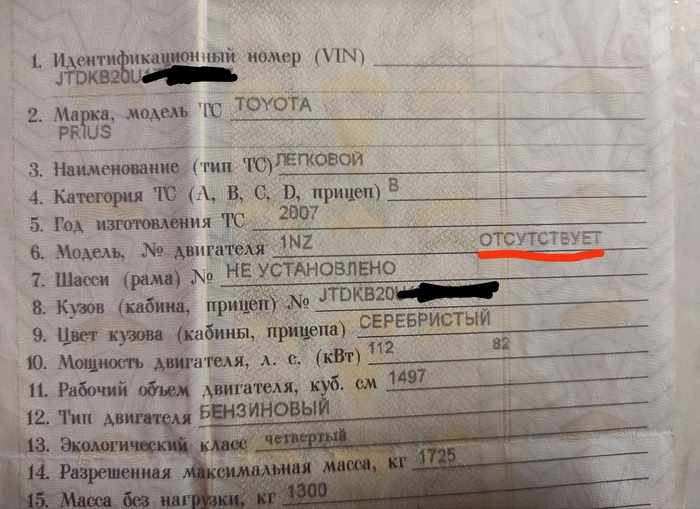 1. Идентификационный номер (VIN)
JTDKB20U
2. Марка, модель ТС TOYOTA
PRIUS
3. Наименование (тип ТС) ЛЕГКОВОЙ
4. Категория ТС (A, B, C, D, прицеп) B
5. Год изготовления ТС 2007
6. Модель, № двигателя 1NZ ОТСУТСТВУЕТ
7. Шасси (рама) № НЕ УСТАНОВЛЕНО
8. Кузов (кабина, прицеп) № JTDKB20
9. Цвет кузова (кабины, прицепа) СЕРЕБРИСТЫЙ
10. Мощность двигателя, л. с. (кВт) 112 82
11. Рабочий объем двигателя, куб. см 1497
12. Тип двигателя БЕНЗИНОВЫЙ
13. Экологический класс четвертый
14. Разрешенная максимальная масса, кг 1725
15. Масса без нагрузки, кг 1300